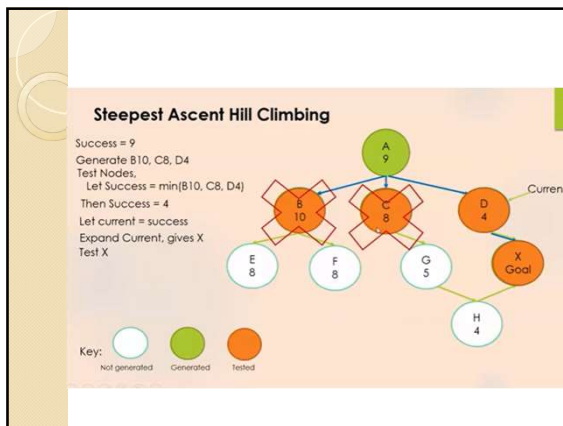 Steepest Ascent Hill Climbing
Success = 9
Generate B10, C8, D4
Test Nodes,
Let Success = min(B10, C8, D4)
Then Success = 4
Let current = success
Expand Current, gives X
Test X
A
9
Curren
B
10
C
8
D
4
E
8
F
8
G
5
X
Goal
H
4
Key:
Not generated
Generated
Tested